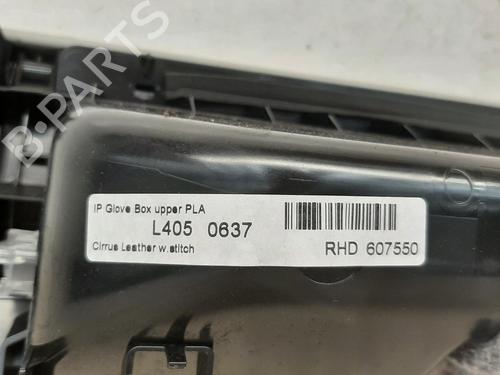 B-PARTS
IP Glove Box upper PLA
L405 0637
Cirrus Leather w.stitch
RHD 607550